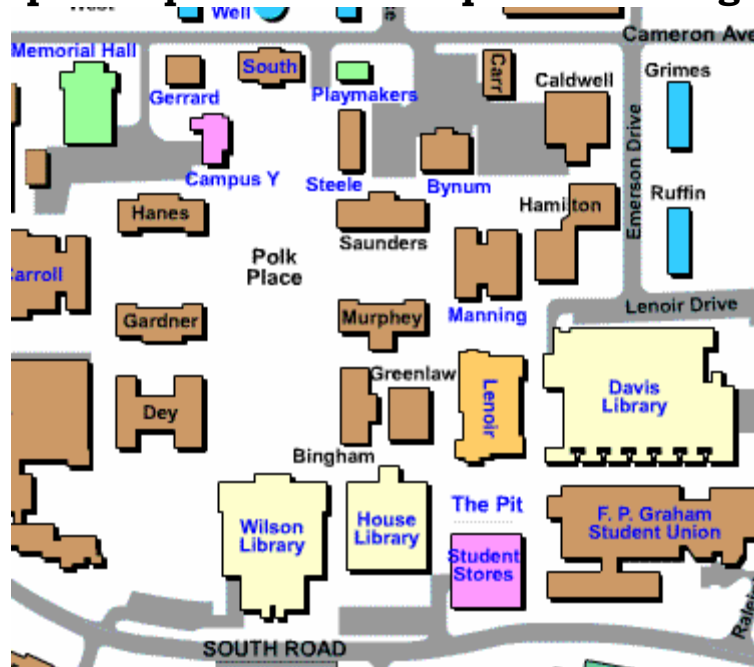 Well
Cameron Ave
Memorial Hall
South
Carr
Caldwell
Grimes
Gerrard
Playmakers
Emerson Drive
Campus Y
Steele
Bynum
Ruffin
Hanes
Hamilton
Saunders
Polk
Place
Carroll
Manning
Lenoir Drive
Gardner
Murphey
Greenlaw
Davis
Library
Lenoir
Dey
Bingham
The Pit
House
Library
Wilson
Library
F. P. Graham
Student Union
Student
Stores
SOUTH ROAD